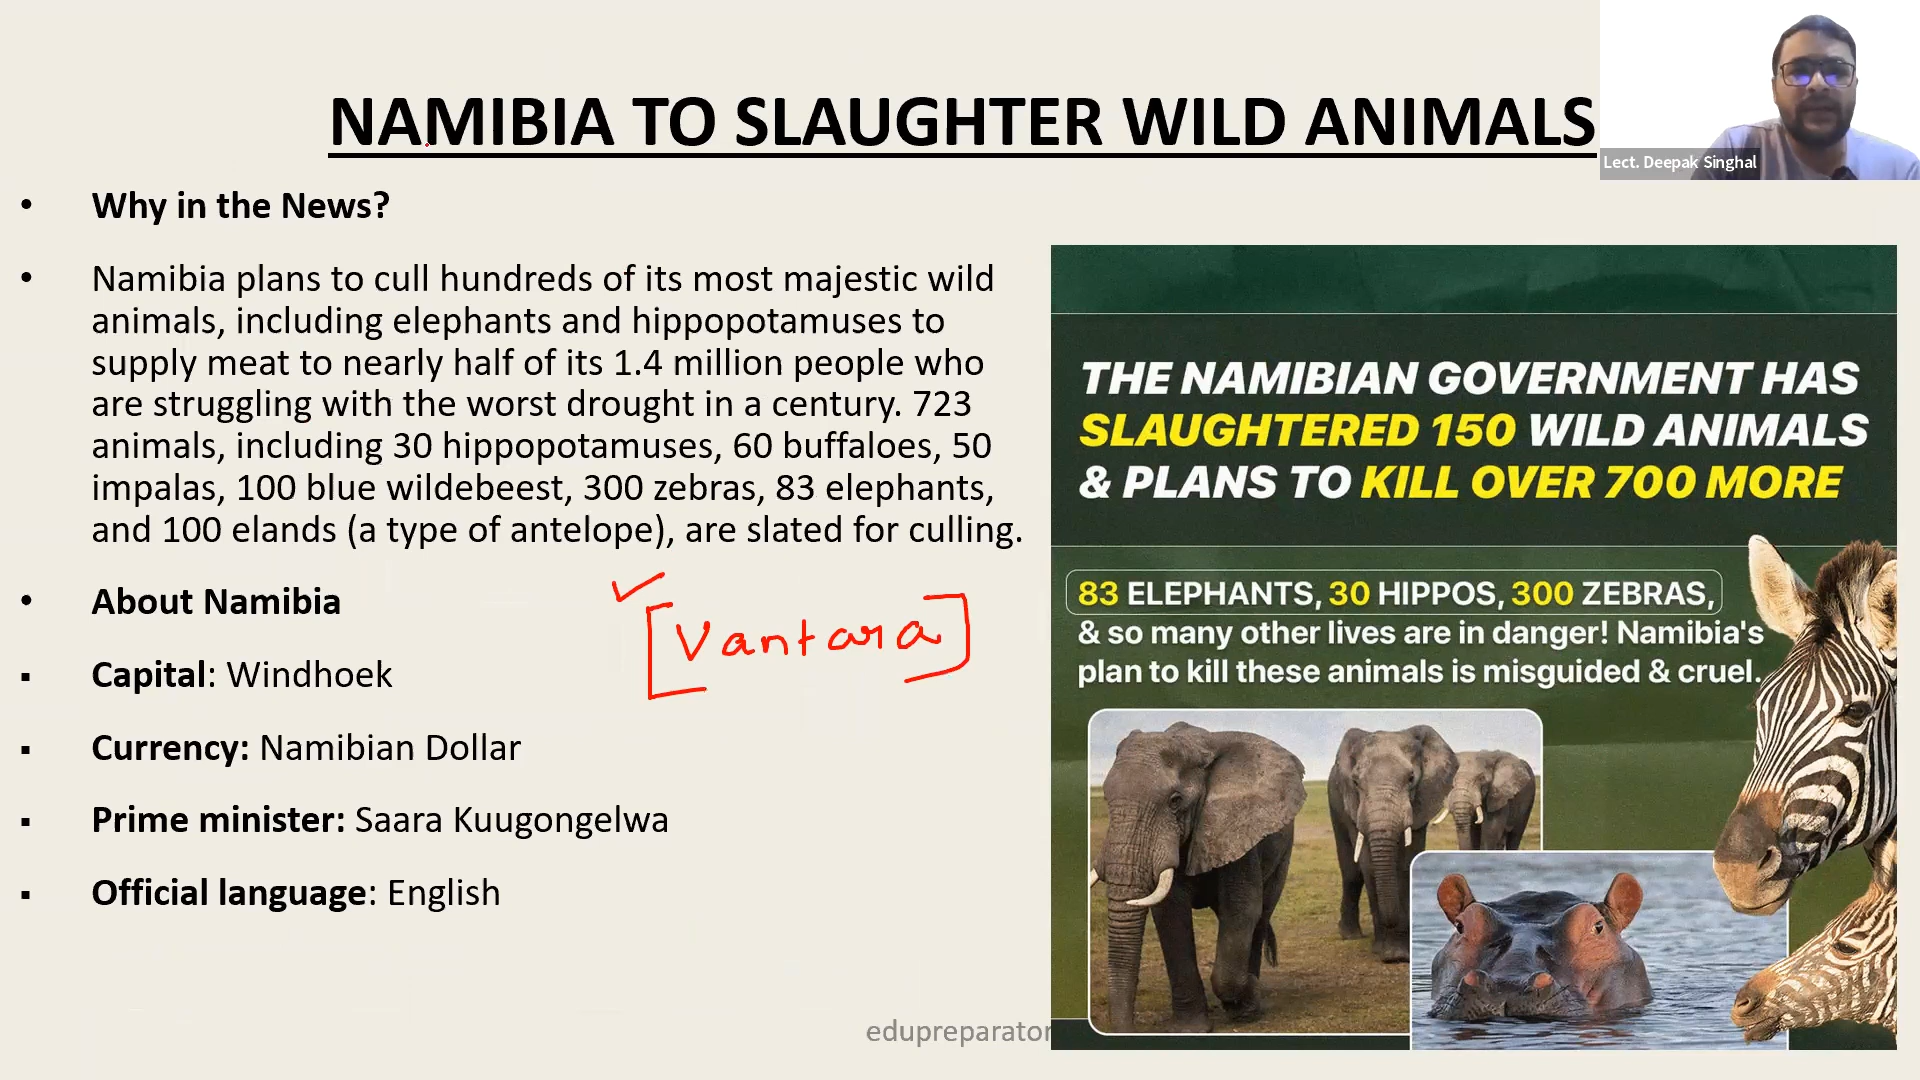 NAMIBIA TO SLAUGHTER WILD ANIMALS
Lect. Deepak Singhal
• Why in the News?
• Namibia plans to cull hundreds of its most majestic wild
animals, including elephants and hippopotamuses to
supply meat to nearly half of its 1.4 million people who
are struggling with the worst drought in a century. 723
animals, including 30 hippopotamuses, 60 buffaloes, 50
impalas, 100 blue wildebeest, 300 zebras, 83 elephants,
and 100 elands (a type of antelope), are slated for culling.
• About Namibia
▪ Capital: Windhoek
▪ Currency: Namibian Dollar
▪ Prime minister: Saara Kuugongelwa
▪ Official language: English
[Vantara]
THE NAMIBIAN GOVERNMENT HAS
SLAUGHTERED 150 WILD ANIMALS
& PLANS TO KILL OVER 700 MORE
83 ELEPHANTS, 30 HIPPOS, 300 ZEBRAS,
& so many other lives are in danger! Namibia's
plan to kill these animals is misguided & cruel.
edupreparator